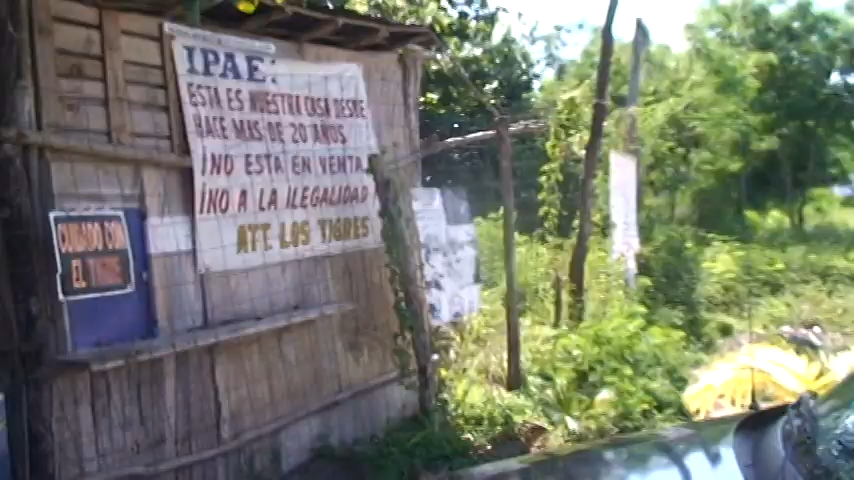 IPAE:
ESTA ES NUESTRA CASA DESDE
HACE MAS DE 20 AÑOS
¡NO ESTA EN VENTA.
¡NO A LA ILEGALIDAD
ATT. LOS TIGRES
CUIDADO CON
EL TIGRE